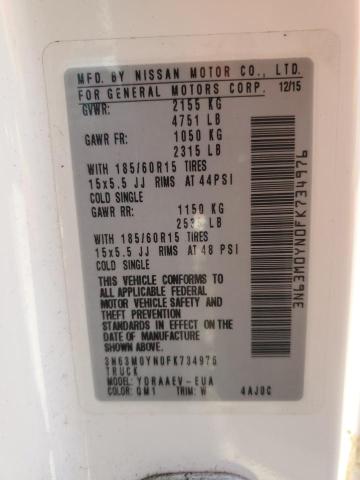 MFD. BY NISSAN MOTOR CO., LTD.
FOR GENERAL MOTORS CORP. 12/15
GVWR: 2155 KG
4751 LB
GAWR FR: 1050 KG
2315 LB
WITH 185/60R15 TIRES
15x5.5 JJ RIMS AT 44PSI
COLD SINGLE
GAWR RR: 1150 KG
LB
WITH 185/60R15 TIRES
15x5.5 JJ RIMS AT 48 PSI
COLD SINGLE
THIS VEHICLE CONFORMS TO
ALL APPLICABLE FEDERAL
MOTOR VEHICLE SAFETY AND
THEFT PREVENTION
STANDARDS IN EFFECT ON THE
DATE OF MANUFACTURE
SHOWN ABOVE.
3N63M0YN0FK734976
TRUCK
MODEL: YDRAAEV-EUA
COLOR: QM1 TRIM: W 4AJ0C
3N63M0YN0FK734976